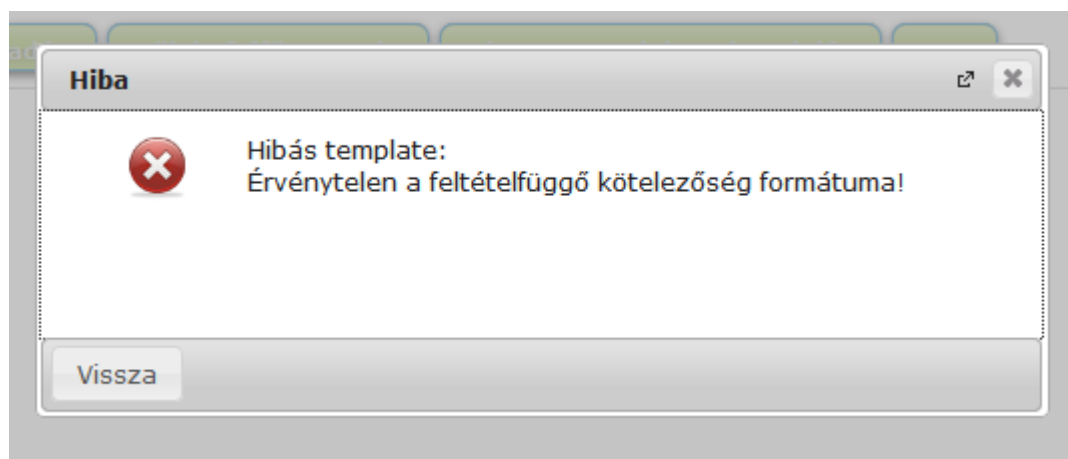 Hiba
Hibás template:
Érvénytelen a feltételfüggő kötelezőség formátuma!
Vissza